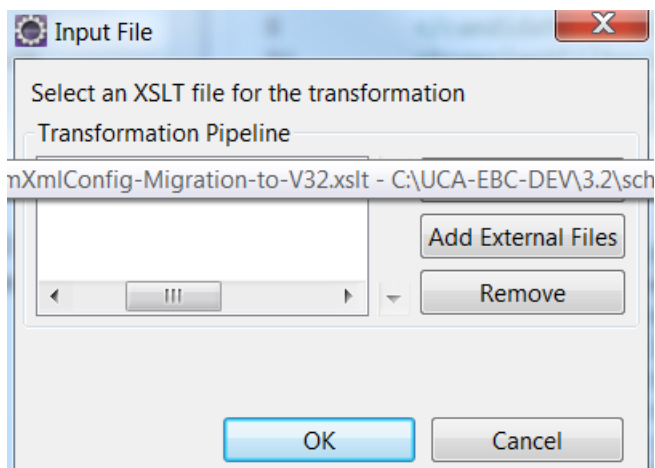 Input File
Select an XSLT file for the transformation
Transformation Pipeline
mXmlConfig-Migration-to-V32.xslt - C:\UCA-EBC-DEV\3.2\sch
Add External Files
Remove
OK
Cancel